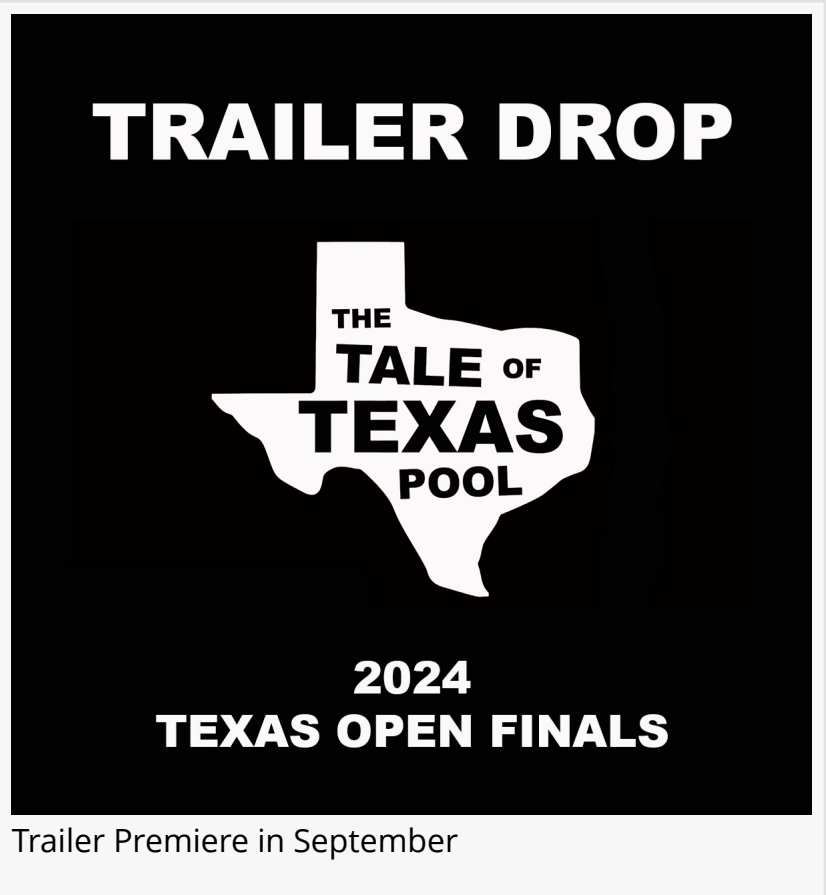 TRAILER DROP
THE
TALE OF
TEXAS
POOL
2024
TEXAS OPEN FINALS
Trailer Premiere in September